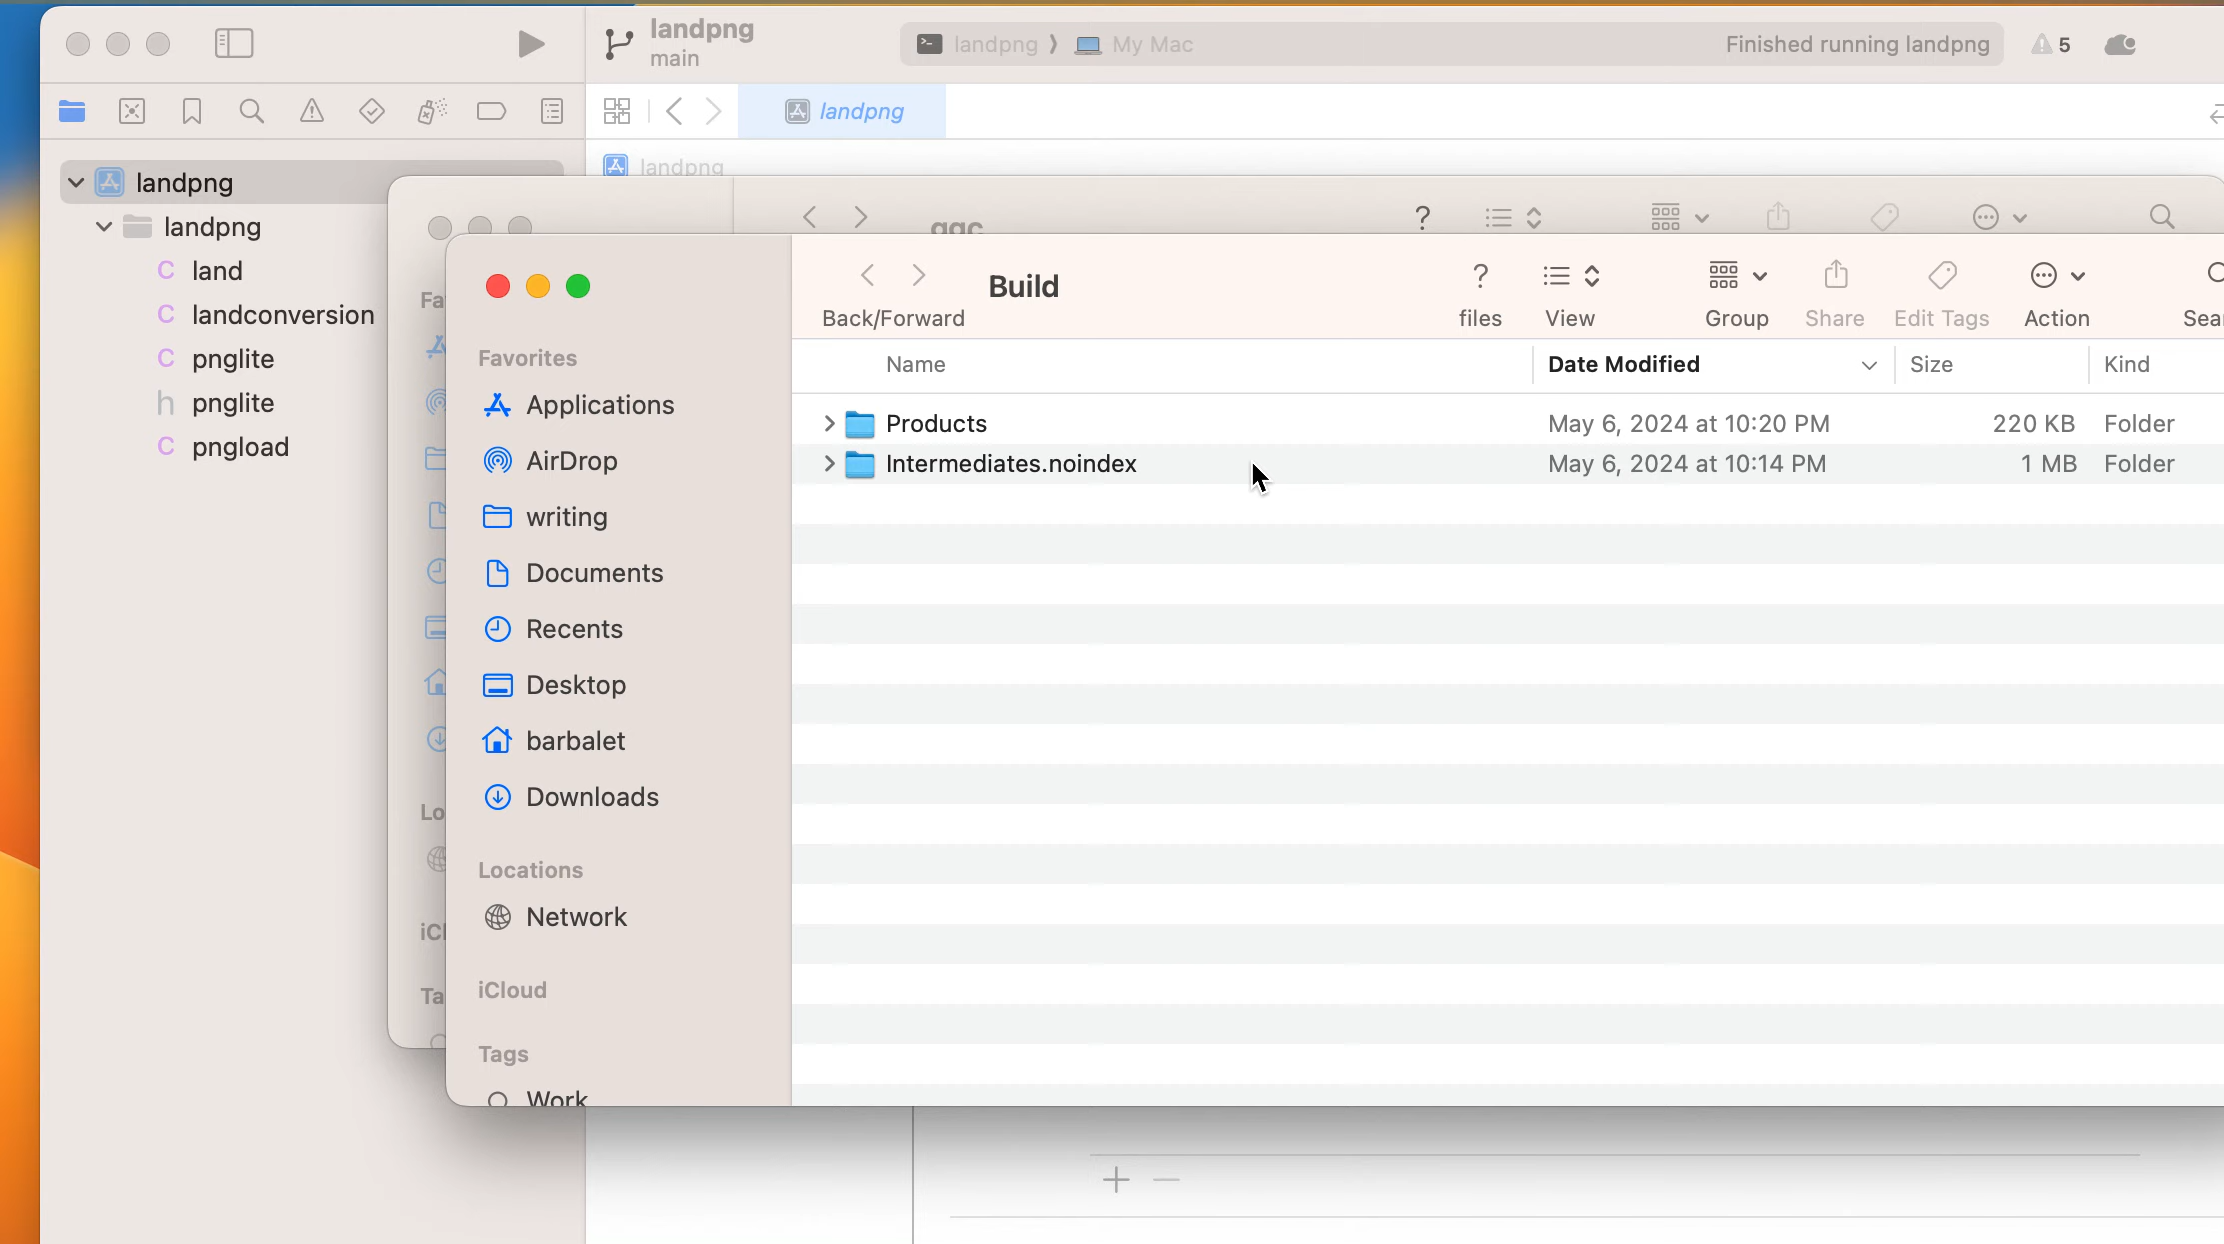 landpng
main
landpng ⟩ My Mac
Finished running landpng
5
landpng
landpng
landpng
landpng
C land
C landconversion
C pnglite
h pnglite
C pngload
?
Build
Back/Forward
? files
View
Group
Share
Edit Tags
Action
Name
Date Modified
Size
Kind
Products
May 6, 2024 at 10:20 PM
220 KB
Folder
Intermediates.noindex
May 6, 2024 at 10:14 PM
1 MB
Folder
Favorites
Applications
AirDrop
writing
Documents
Recents
Desktop
barbalet
Downloads
Locations
Network
iCloud
Tags
Work